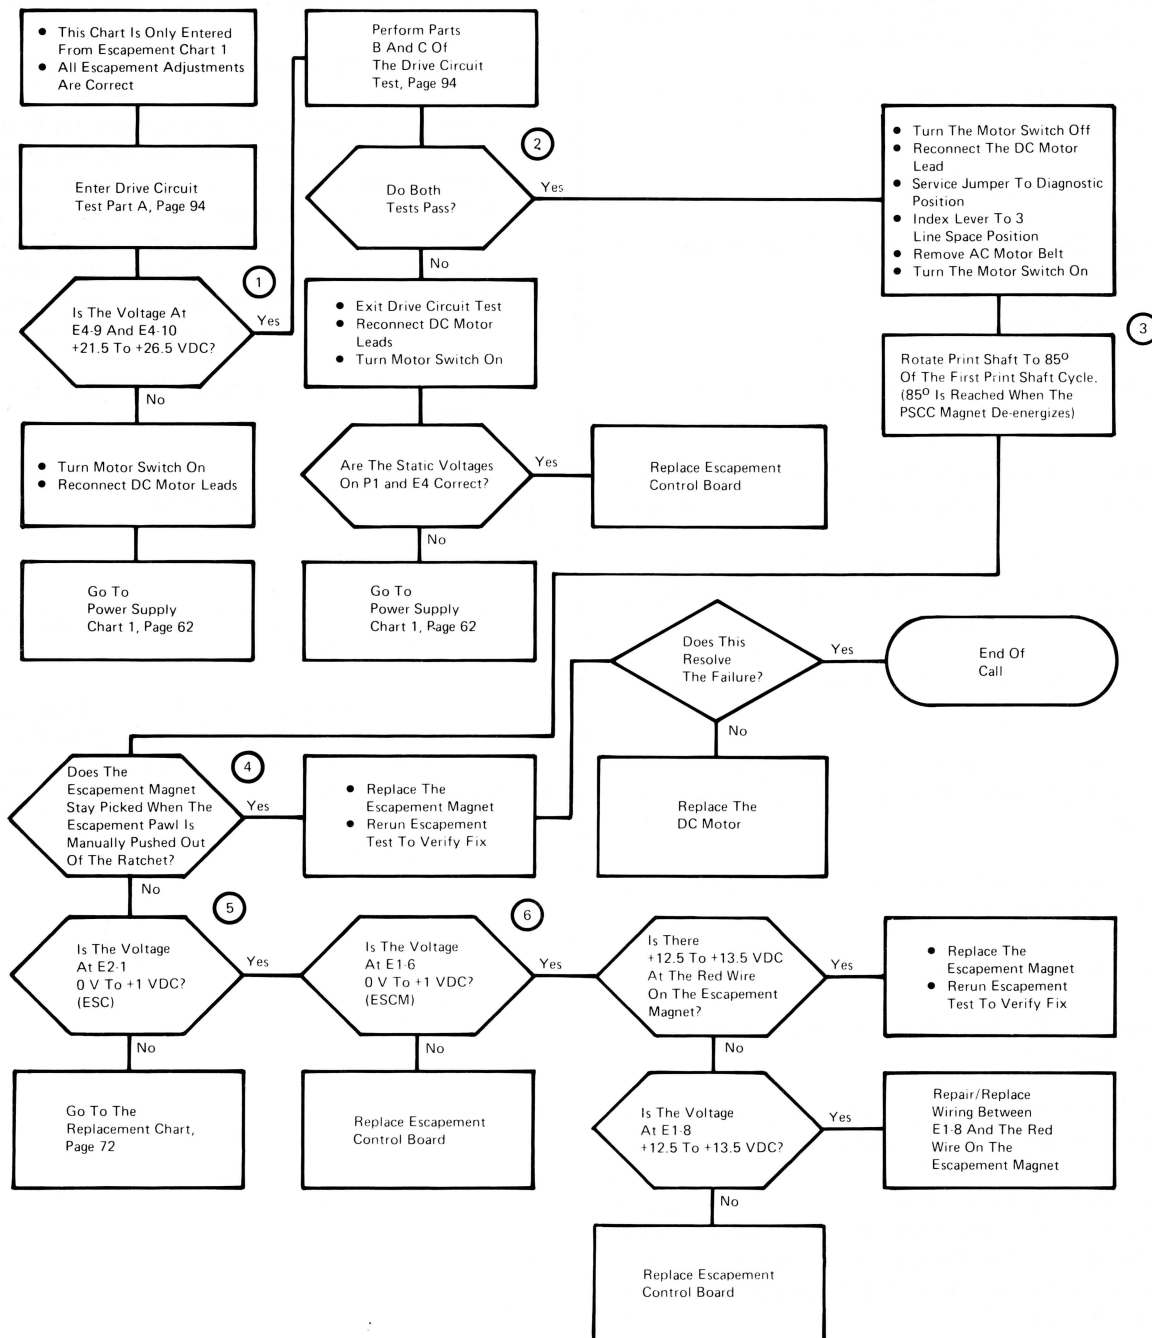 • This Chart Is Only Entered
From Escapement Chart 1
• All Escapement Adjustments
Are Correct
Enter Drive Circuit
Test Part A, Page 94
1
Is The Voltage At
E4-9 And E4-10
+21.5 To +26.5 VDC?
Yes
No
• Turn Motor Switch On
• Reconnect DC Motor Leads
Go To
Power Supply
Chart 1, Page 62
Perform Parts
B And C Of
The Drive Circuit
Test, Page 94
2
Do Both
Tests Pass?
Yes
No
• Exit Drive Circuit Test
• Reconnect DC Motor
Leads
• Turn Motor Switch On
Are The Static Voltages
On P1 and E4 Correct?
Yes
Replace Escapement
Control Board
No
Go To
Power Supply
Chart 1, Page 62
• Turn The Motor Switch Off
• Reconnect The DC Motor
Lead
• Service Jumper To Diagnostic
Position
• Index Lever To 3
Line Space Position
• Remove AC Motor Belt
• Turn The Motor Switch On
3
Rotate Print Shaft To 85º
Of The First Print Shaft Cycle.
(85º Is Reached When The
PSCC Magnet De-energizes)
4
Does The
Escapement Magnet
Stay Picked When The
Escapement Pawl Is
Manually Pushed Out
Of The Ratchet?
Yes
• Replace The
Escapement Magnet
• Rerun Escapement
Test To Verify Fix
Does This
Resolve
The Failure?
Yes
End Of
Call
No
Replace The
DC Motor
No
5
Is The Voltage
At E2-1
0 V To +1 VDC?
(ESC)
Yes
No
Go To The
Replacement Chart,
Page 72
6
Is The Voltage
At E1-6
0 V To +1 VDC?
(ESCM)
Yes
No
Replace Escapement
Control Board
Is There
+12.5 To +13.5 VDC
At The Red Wire
On The Escapement
Magnet?
Yes
• Replace The
Escapement Magnet
• Rerun Escapement
Test To Verify Fix
No
Is The Voltage
At E1-8
+12.5 To +13.5 VDC?
Yes
Repair/Replace
Wiring Between
E1-8 And The Red
Wire On The
Escapement Magnet
No
Replace Escapement
Control Board